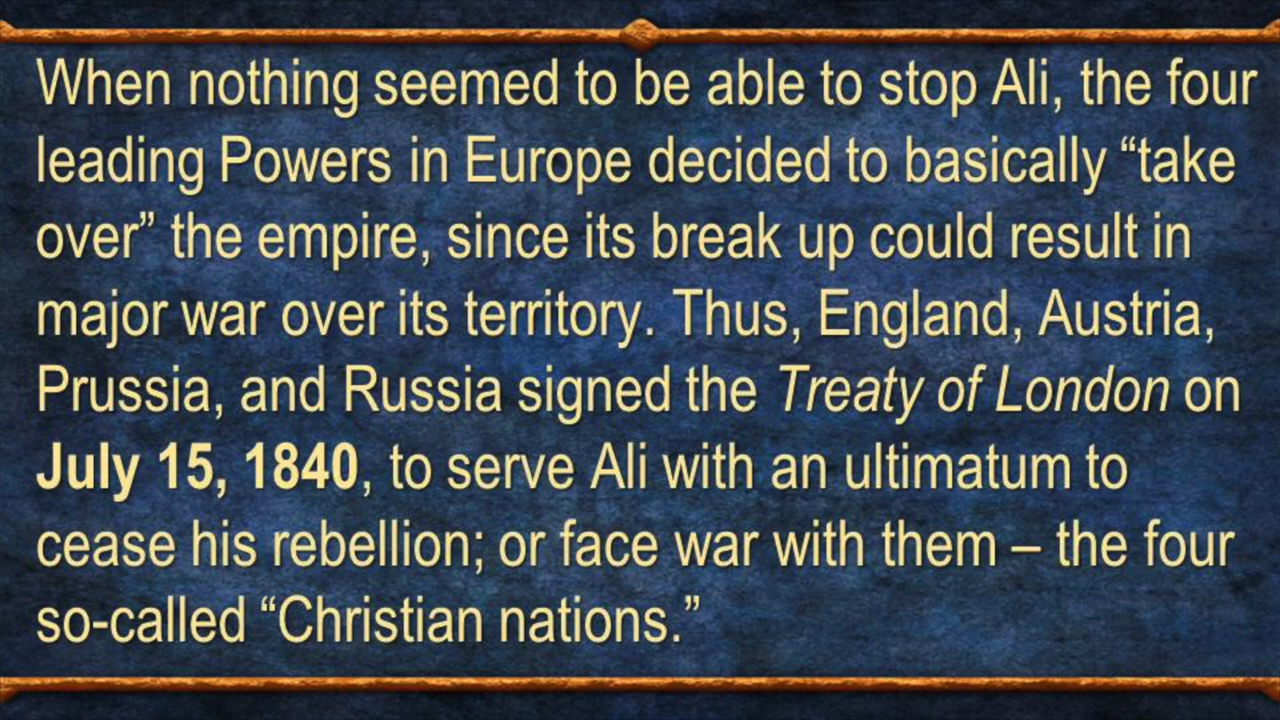 When nothing seemed to be able to stop Ali, the four
leading Powers in Europe decided to basically “take
over” the empire, since its break up could result in
major war over its territory. Thus, England, Austria,
Prussia, and Russia signed the Treaty of London on
July 15, 1840, to serve Ali with an ultimatum to
cease his rebellion; or face war with them – the four
so-called “Christian nations.”